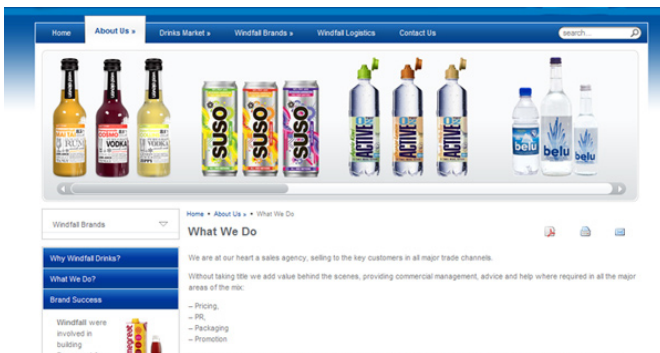 Home
About Us »
Drinks Market »
Windfall Brands »
Windfall Logistics
Contact Us
search...
RUM
VODKA
VODKA
SUSO
SUSO
SUSO
ACTIVE
ACTIVE
ACTIVE
belu
belu
belu
Windfall Brands
Home • About Us » • What We Do
What We Do
Why Windfall Drinks?
What We Do?
Brand Success
Windfall were
involved in
building
We are at our heart a sales agency, selling to the key customers in all major trade channels.
Without taking title we add value behind the scenes, providing commercial management, advice and help where required in all the major
areas of the mix:
– Pricing,
– PR,
– Packaging
– Promotion